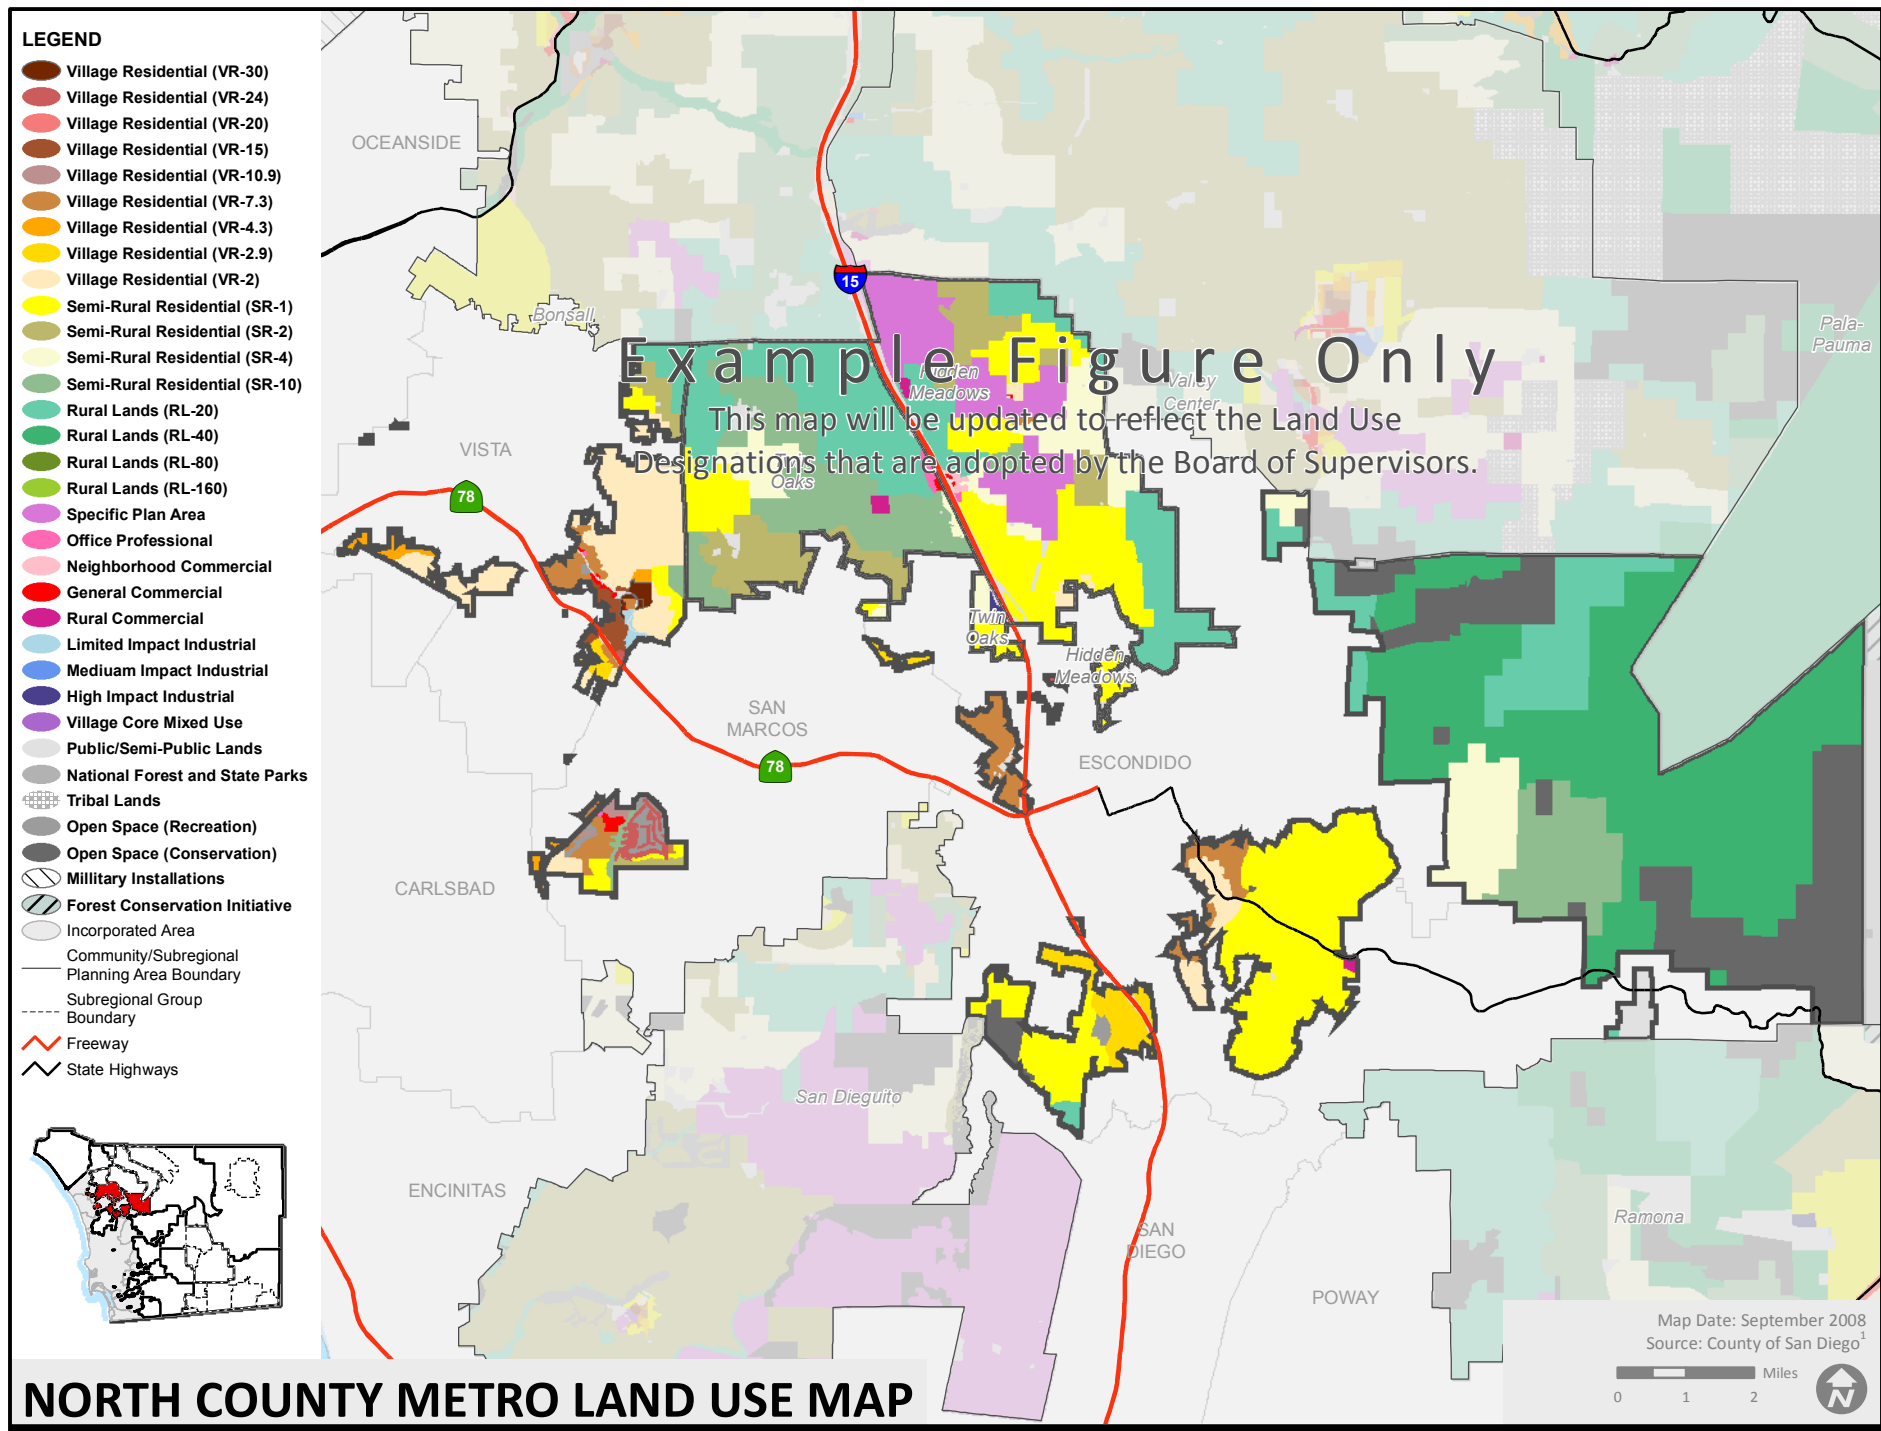 LEGEND
Village Residential (VR-30)
Village Residential (VR-24)
Village Residential (VR-20)
Village Residential (VR-15)
Village Residential (VR-10.9)
Village Residential (VR-7.3)
Village Residential (VR-4.3)
Village Residential (VR-2.9)
Village Residential (VR-2)
Semi-Rural Residential (SR-1)
Semi-Rural Residential (SR-2)
Semi-Rural Residential (SR-4)
Semi-Rural Residential (SR-10)
Rural Lands (RL-20)
Rural Lands (RL-40)
Rural Lands (RL-80)
Rural Lands (RL-160)
Specific Plan Area
Office Professional
Neighborhood Commercial
General Commercial
Rural Commercial
Limited Impact Industrial
Mediuam Impact Industrial
High Impact Industrial
Village Core Mixed Use
Public/Semi-Public Lands
National Forest and State Parks
Tribal Lands
Open Space (Recreation)
Open Space (Conservation)
Millitary Installations
Forest Conservation Initiative
Incorporated Area
Community/Subregional
Planning Area Boundary
Subregional Group
Boundary
Freeway
State Highways
OCEANSIDE
15
Bonsall
Pala-
Pauma
Example Figure Only
Hidden
Meadows
Valley
Center
This map will be updated to reflect the Land Use
Designations that are adopted by the Board of Supervisors.
VISTA
Twin
Oaks
78
Twin
Oaks
Hidden
Meadows
SAN
MARCOS
78
ESCONDIDO
CARLSBAD
San Dieguito
ENCINITAS
SAN
DIEGO
Ramona
POWAY
Map Date: September 2008
Source: County of San Diego1
Miles
0 1 2
N
NORTH COUNTY METRO LAND USE MAP